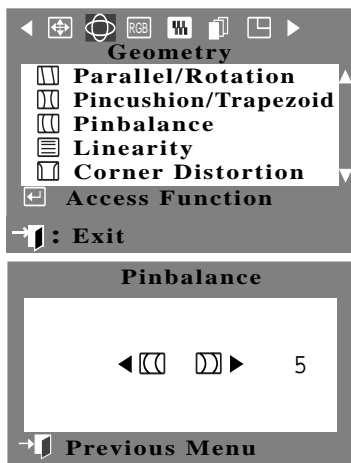 RGB
Geometry
Parallel/Rotation
Pincushion/Trapezoid
Pinbalance
Linearity
Corner Distortion
Access Function
: Exit
Pinbalance
5
Previous Menu